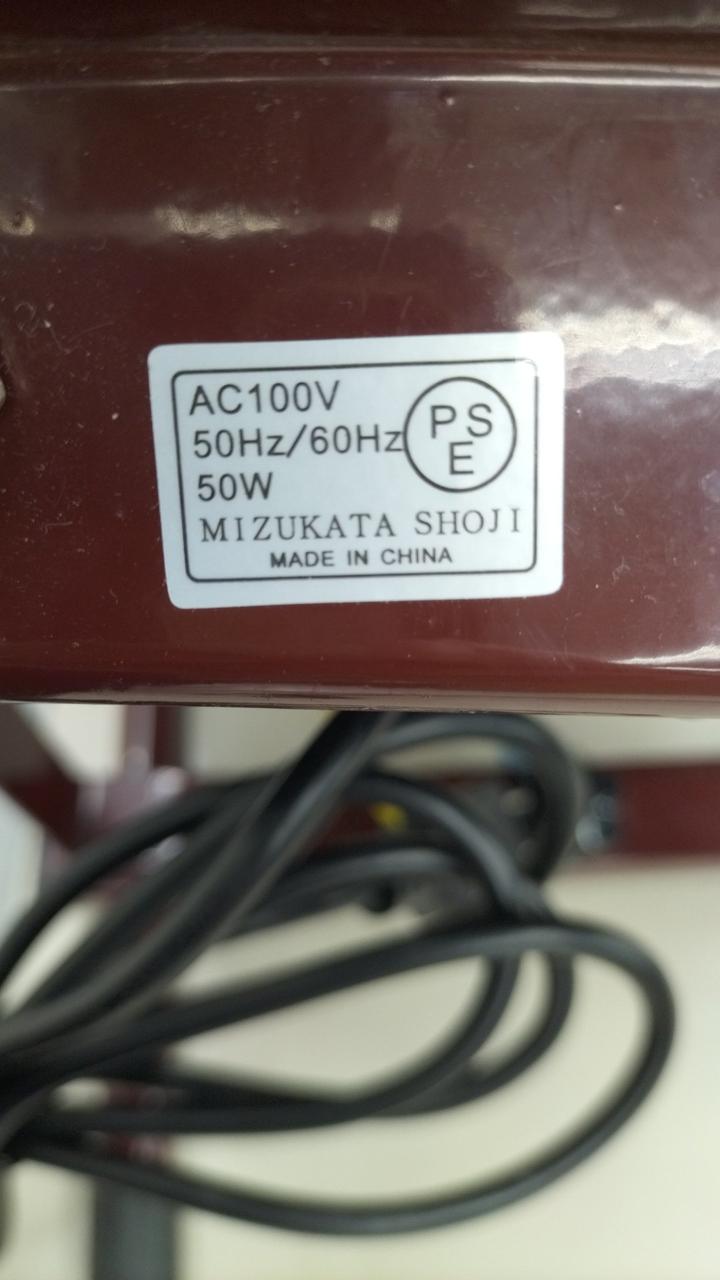 AC100V
50Hz/60Hz
50W
PS
E
MIZUKATA SHOJI
MADE IN CHINA